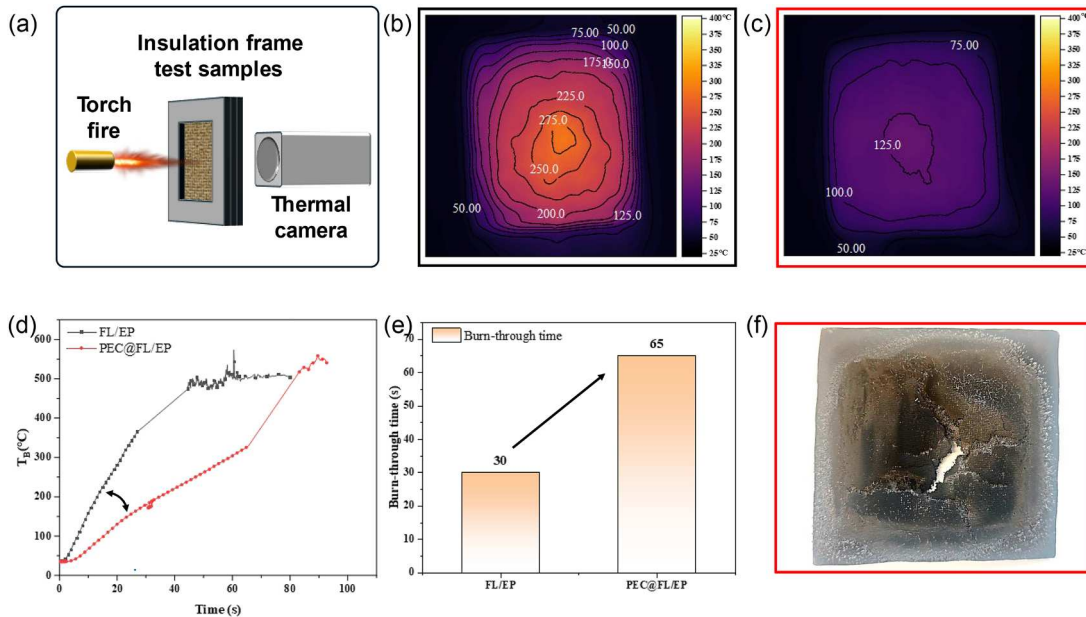 (a)
Insulation frame
test samples
Torch
fire
Thermal
camera
(b)
75.00
50.00
100.0
175.0
150.0
225.0
275.0
250.0
50.00
200.0
125.0
400°C
375
350
325
300
275
250
225
200
175
150
125
100
75
50
25°C
(c)
75.00
125.0
100.0
50.00
400°C
375
350
325
300
275
250
225
200
175
150
125
100
75
50
25°C
(d)
FL/EP
PEC@FL/EP
600
500
400
300
200
100
0
T_B(°C)
0
20
40
60
80
100
Time (s)
(e)
Burn-through time
70
60
50
40
30
20
10
0
Burn-through time (s)
30
65
FL/EP
PEC@FL/EP
(f)